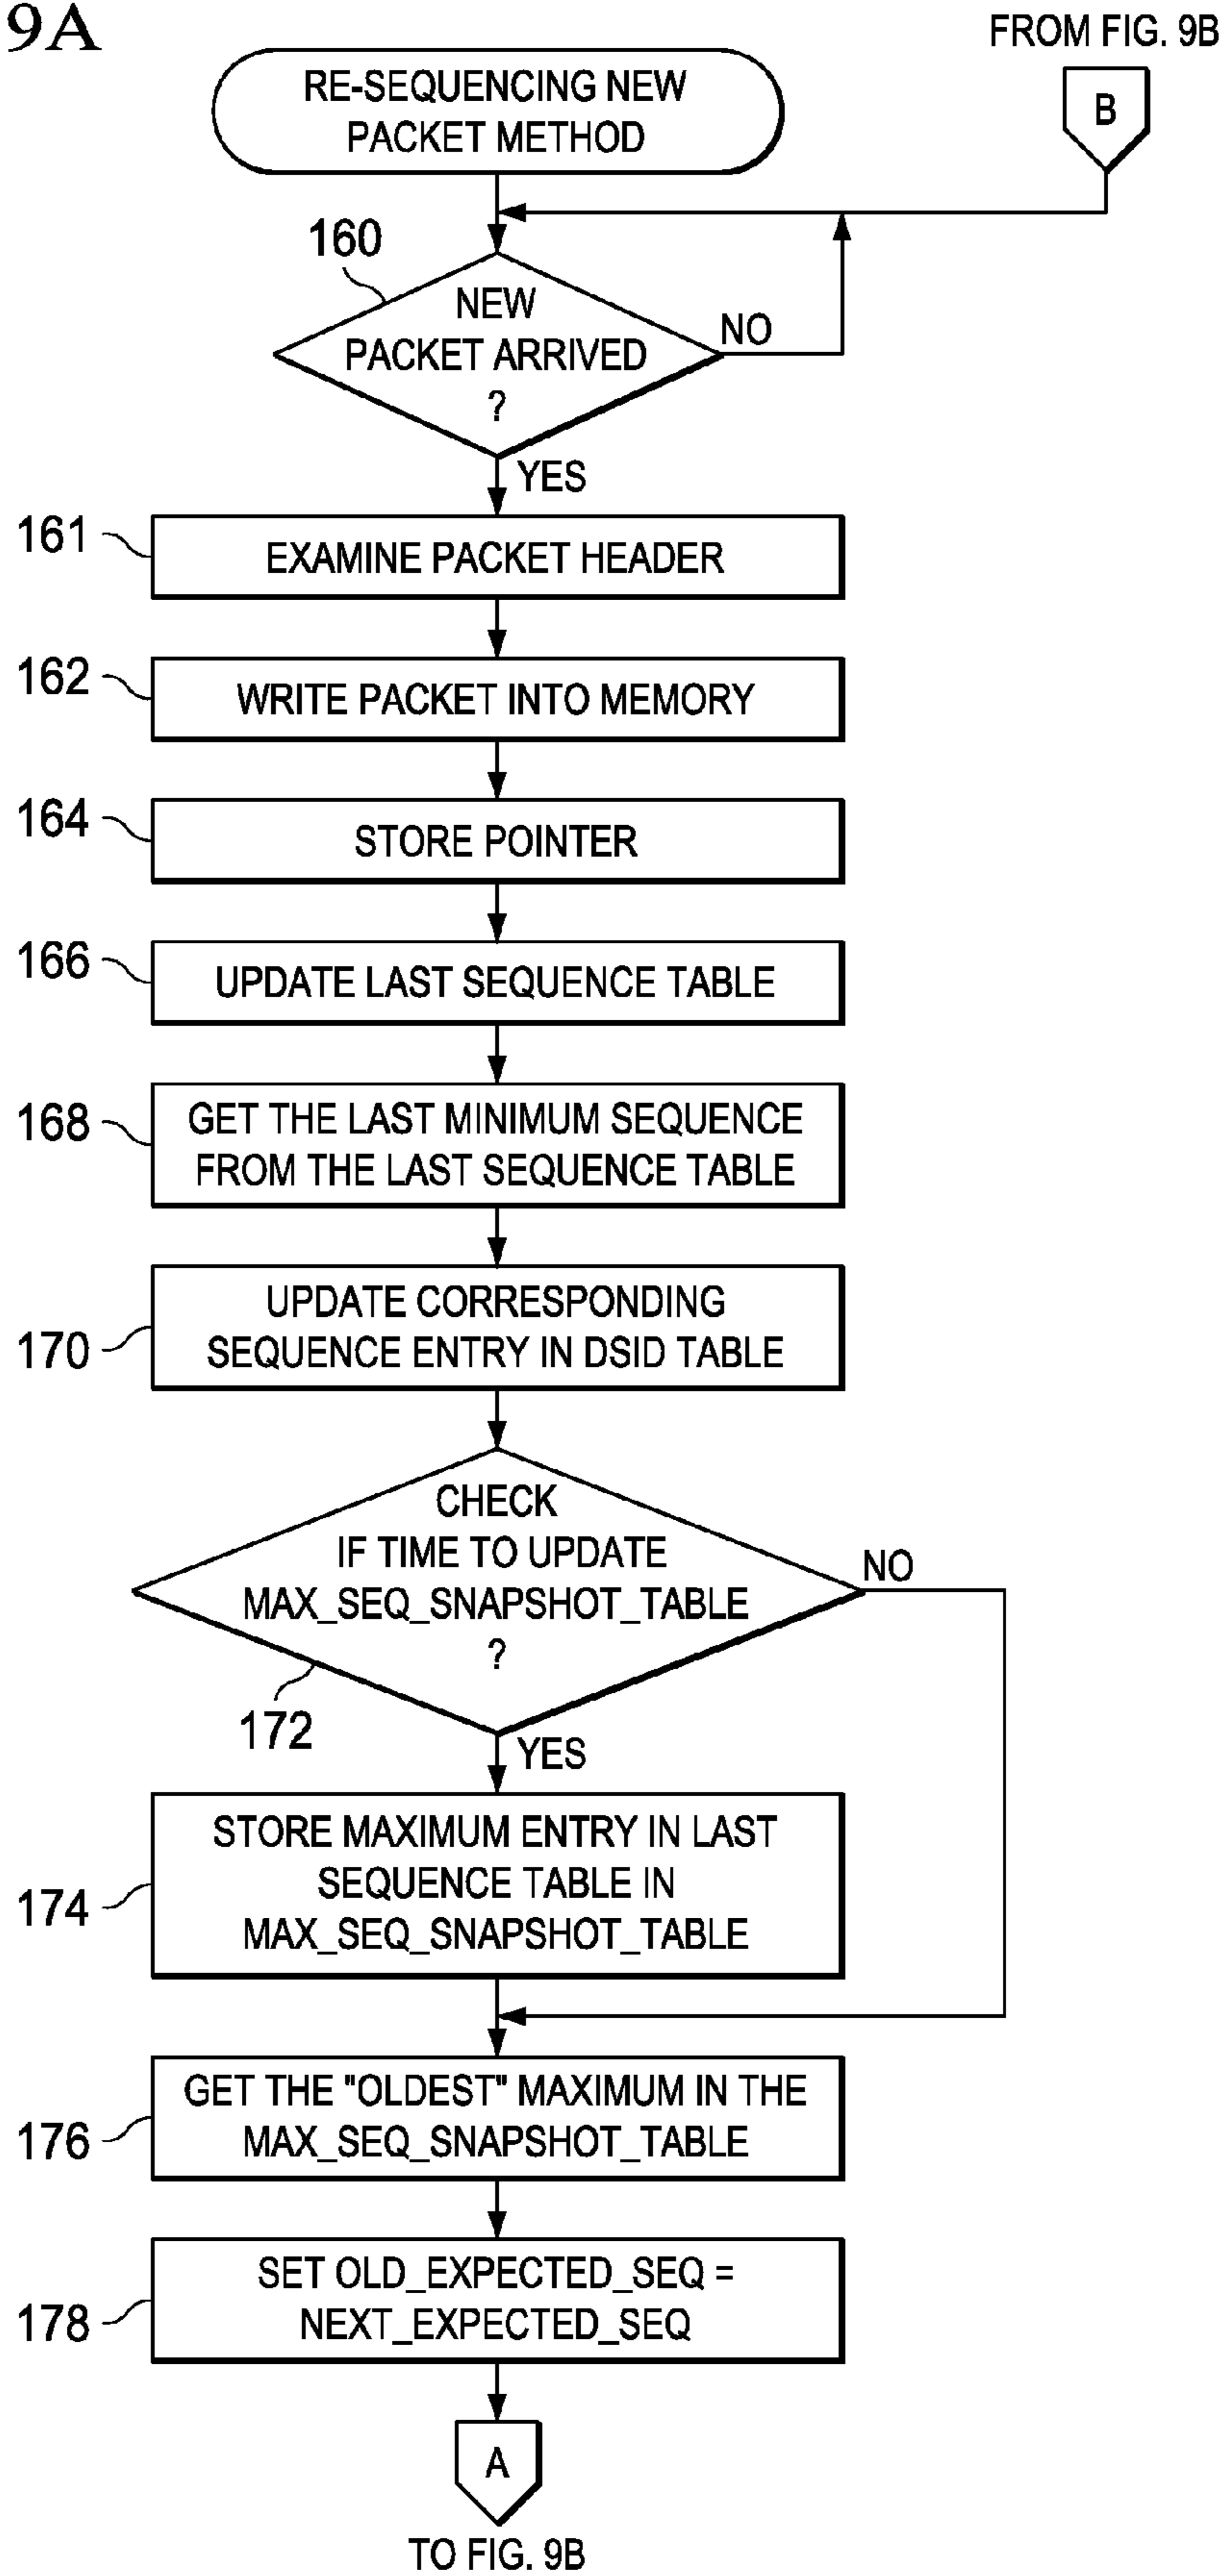 9A
FROM FIG. 9B
B
RE-SEQUENCING NEW
PACKET METHOD
160
NEW
PACKET ARRIVED
?
NO
YES
161
EXAMINE PACKET HEADER
162
WRITE PACKET INTO MEMORY
164
STORE POINTER
166
UPDATE LAST SEQUENCE TABLE
168
GET THE LAST MINIMUM SEQUENCE
FROM THE LAST SEQUENCE TABLE
170
UPDATE CORRESPONDING
SEQUENCE ENTRY IN DSID TABLE
CHECK
IF TIME TO UPDATE
MAX_SEQ_SNAPSHOT_TABLE
?
NO
172
YES
174
STORE MAXIMUM ENTRY IN LAST
SEQUENCE TABLE IN
MAX_SEQ_SNAPSHOT_TABLE
176
GET THE "OLDEST" MAXIMUM IN THE
MAX_SEQ_SNAPSHOT_TABLE
178
SET OLD_EXPECTED_SEQ =
NEXT_EXPECTED_SEQ
A
TO FIG. 9B